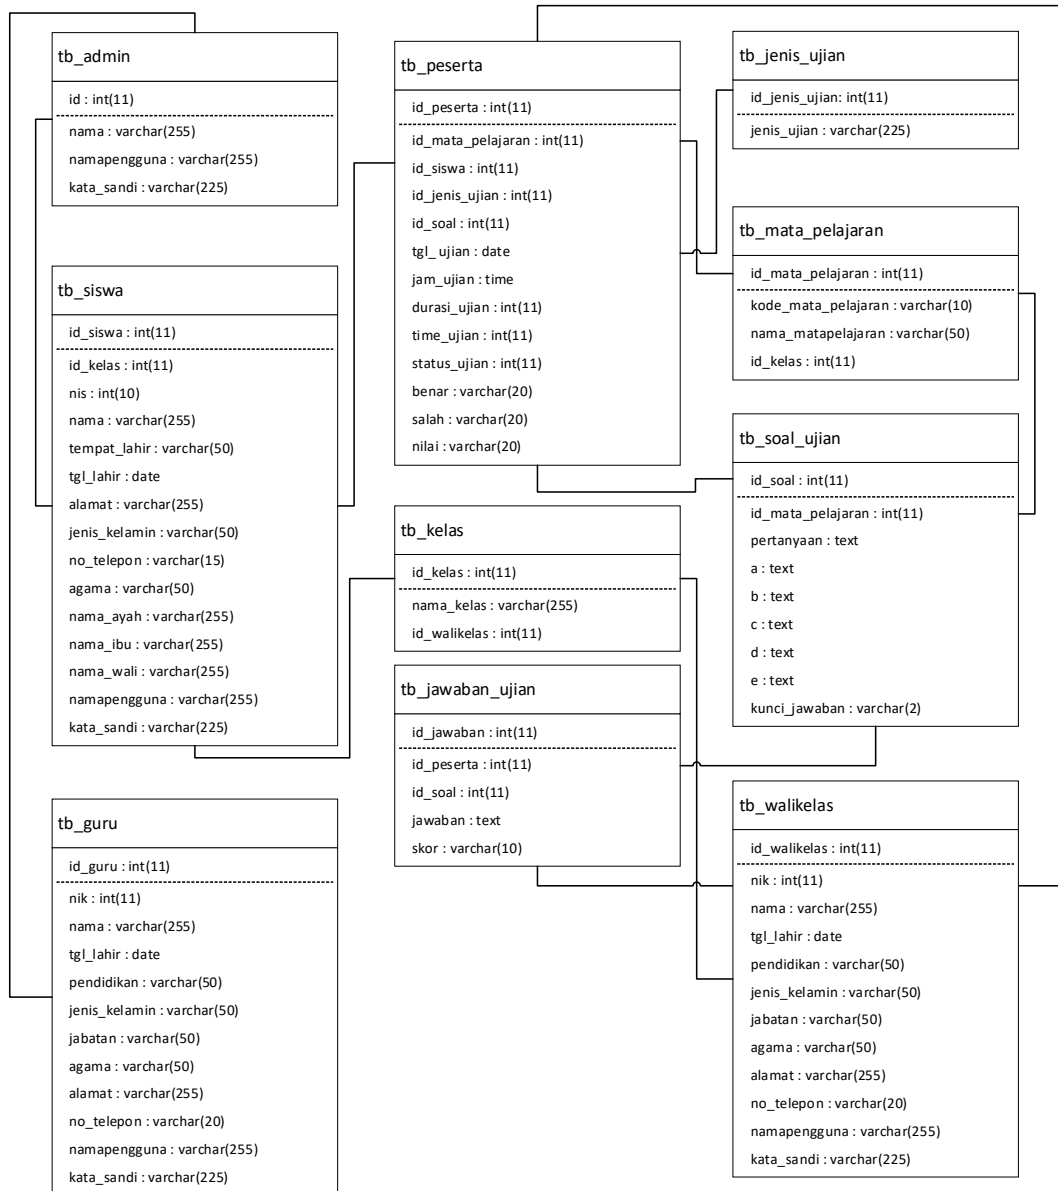 tb_admin
id : int(11)
nama : varchar(255)
namapengguna : varchar(255)
kata_sandi : varchar(225)
tb_siswa
id_siswa : int(11)
id_kelas : int(11)
nis : int(10)
nama : varchar(255)
tempat_lahir : varchar(50)
tgl_lahir : date
alamat : varchar(255)
jenis_kelamin : varchar(50)
no_telepon : varchar(15)
agama : varchar(50)
nama_ayah : varchar(255)
nama_ibu : varchar(255)
nama_wali : varchar(255)
namapengguna : varchar(255)
kata_sandi : varchar(225)
tb_guru
id_guru : int(11)
nik : int(11)
nama : varchar(255)
tgl_lahir : date
pendidikan : varchar(50)
jenis_kelamin : varchar(50)
jabatan : varchar(50)
agama : varchar(50)
alamat : varchar(255)
no_telepon : varchar(20)
namapengguna : varchar(255)
kata_sandi : varchar(225)
tb_peserta
id_peserta : int(11)
id_mata_pelajaran : int(11)
id_siswa : int(11)
id_jenis_ujian : int(11)
id_soal : int(11)
tgl_ujian : date
jam_ujian : time
durasi_ujian : int(11)
time_ujian : int(11)
status_ujian : int(11)
benar : varchar(20)
salah : varchar(20)
nilai : varchar(20)
tb_kelas
id_kelas : int(11)
nama_kelas : varchar(255)
id_walikelas : int(11)
tb_jawaban_ujian
id_jawaban : int(11)
id_peserta : int(11)
id_soal : int(11)
jawaban : text
skor : varchar(10)
tb_jenis_ujian
id_jenis_ujian: int(11)
jenis_ujian : varchar(225)
tb_mata_pelajaran
id_mata_pelajaran : int(11)
kode_mata_pelajaran : varchar(10)
nama_matapelajaran : varchar(50)
id_kelas : int(11)
tb_soal_ujian
id_soal : int(11)
id_mata_pelajaran : int(11)
pertanyaan : text
a : text
b : text
c : text
d : text
e : text
kunci_jawaban : varchar(2)
tb_walikelas
id_walikelas : int(11)
nik : int(11)
nama : varchar(255)
tgl_lahir : date
pendidikan : varchar(50)
jenis_kelamin : varchar(50)
jabatan : varchar(50)
agama : varchar(50)
alamat : varchar(255)
no_telepon : varchar(20)
namapengguna : varchar(255)
kata_sandi : varchar(225)